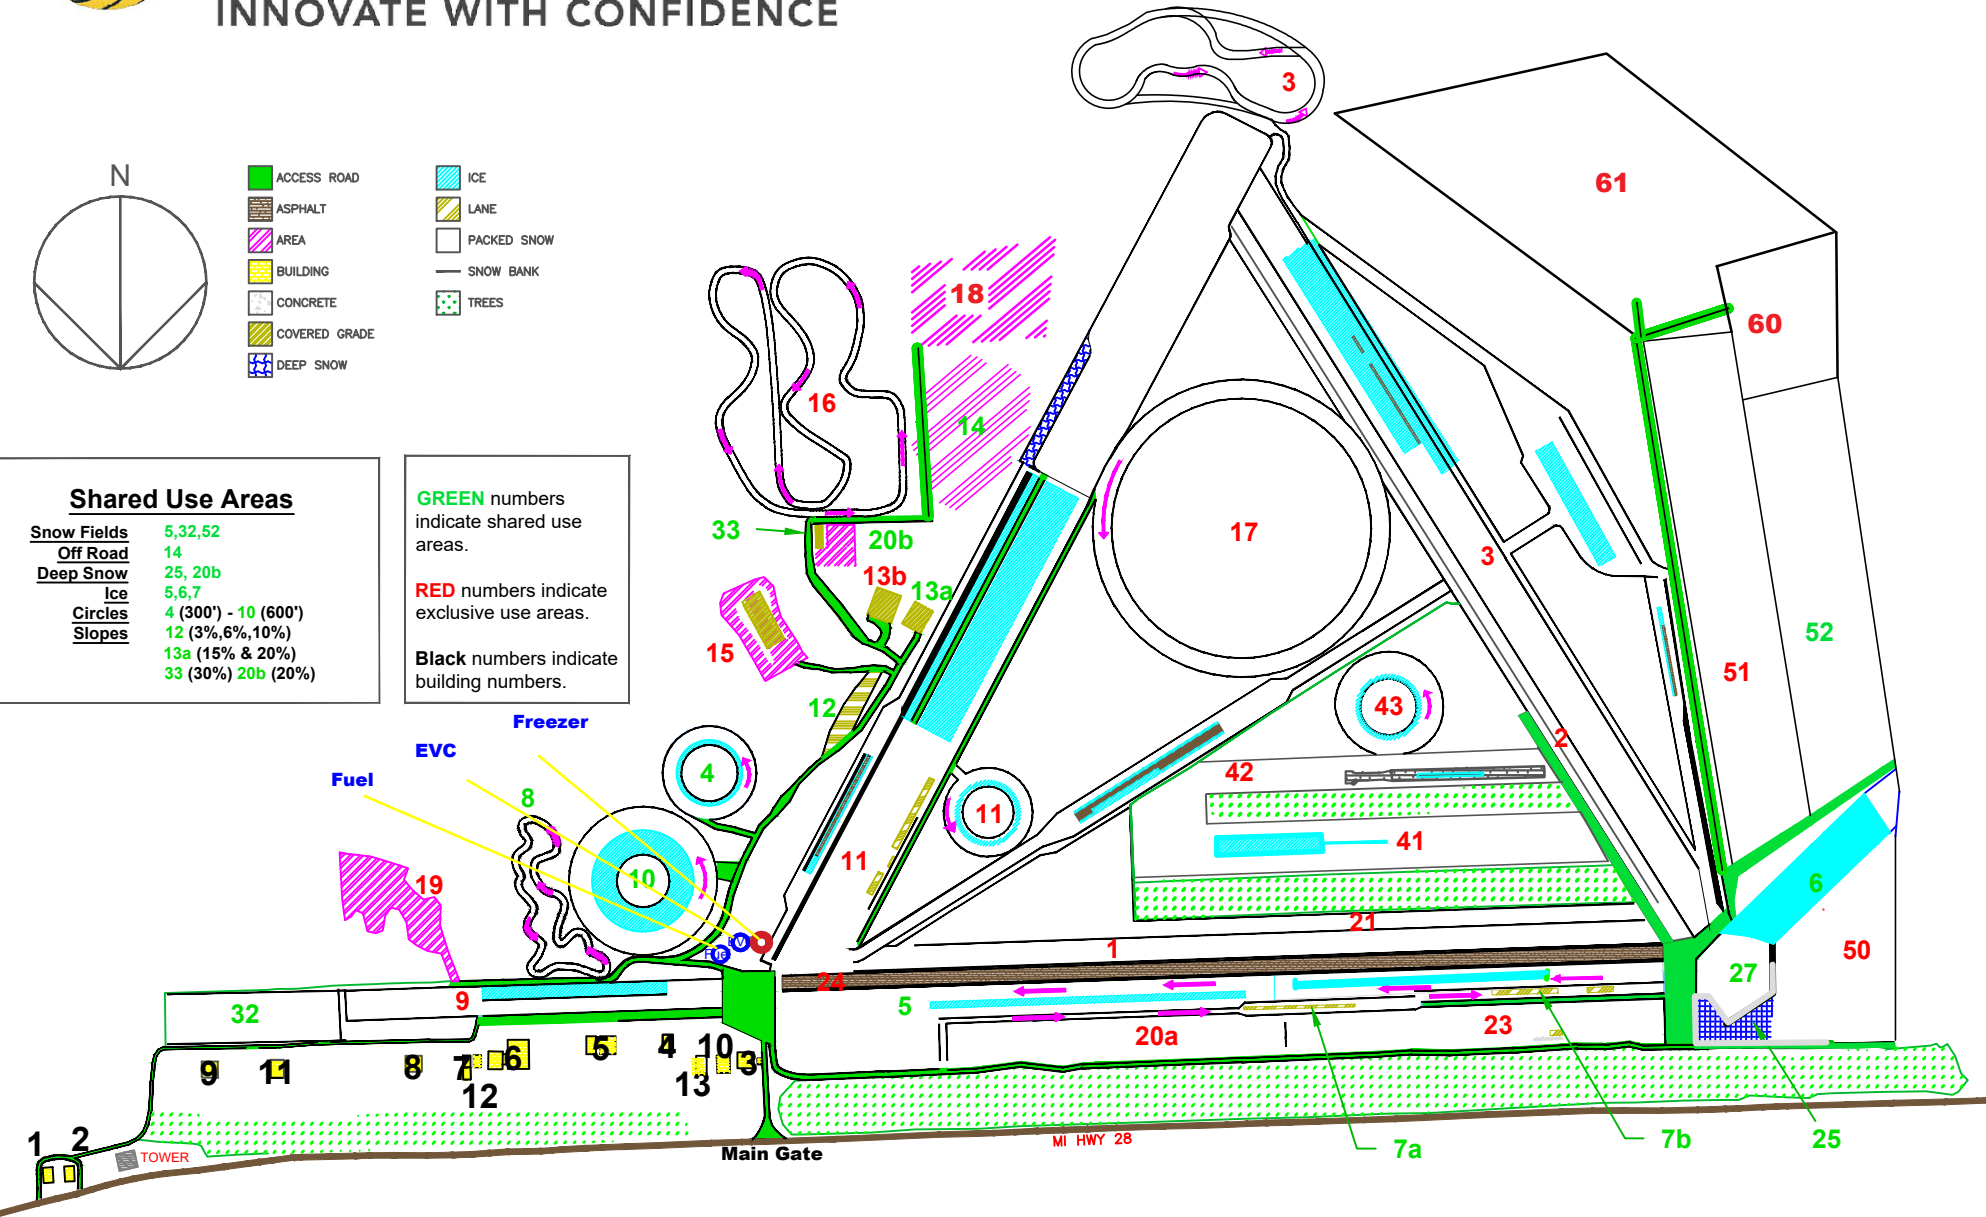 INNOVATE WITH CONFIDENCE
N
ACCESS ROAD
ASPHALT
AREA
BUILDING
CONCRETE
COVERED GRADE
DEEP SNOW
ICE
LANE
PACKED SNOW
SNOW BANK
TREES
Shared Use Areas
Snow Fields 5,32,52
Off Road 14
Deep Snow 25, 20b
Ice 5,6,7
Circles 4 (300') - 10 (600')
Slopes 12 (3%,6%,10%)
13a (15% & 20%)
33 (30%) 20b (20%)
GREEN numbers
indicate shared use
areas.
RED numbers indicate
exclusive use areas.
Black numbers indicate
building numbers.
Freezer
EVC
Fuel
3
61
60
18
16
14
17
33
20b
13b
13a
15
12
3
52
51
43
2
42
4
8
11
11
41
10
19
6
21
1
50
27
24
5
9
32
20a
23
9
11
8
7
12
6
5
4
10
13
3
1
2
TOWER
Main Gate
MI HWY 28
7a
7b
25